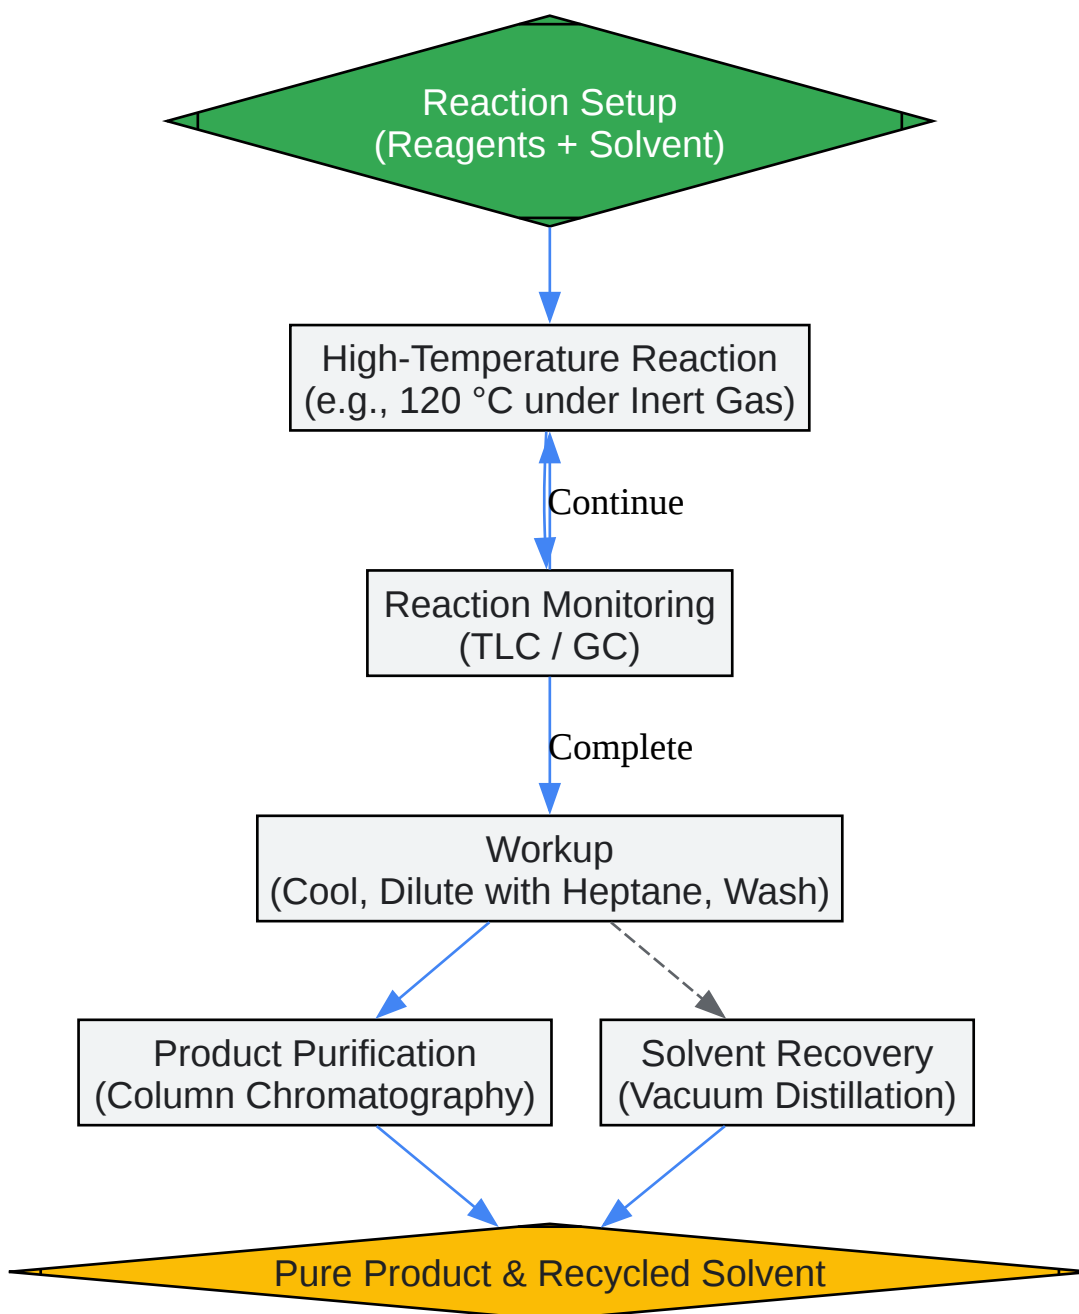 Reaction Setup
(Reagents + Solvent)
High-Temperature Reaction
(e.g., 120 °C under Inert Gas)
Continue
Reaction Monitoring
(TLC / GC)
Complete
Workup
(Cool, Dilute with Heptane, Wash)
Product Purification
(Column Chromatography)
Solvent Recovery
(Vacuum Distillation)
Pure Product & Recycled Solvent